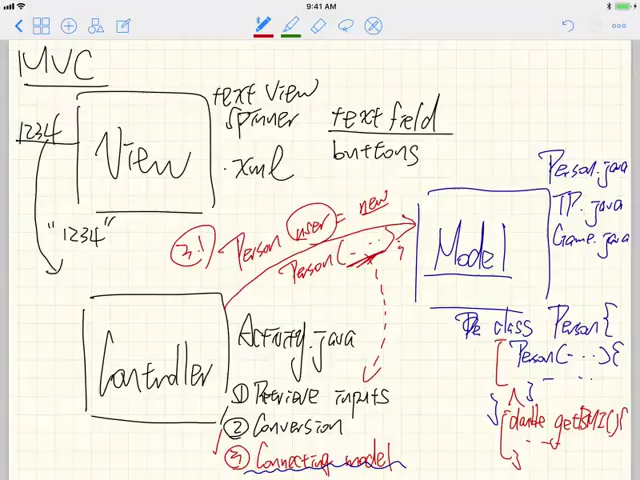 9:41 AM
MVC
text View
spinner
.xml
text field
buttons
1234
View
"1234"
Person.java
TP.java
Game.java
3.1 Person user = new
Person(...);
Model
class Person{
Person(...){
}
}
getBMI(){
}
Controller
Activity.java
① Retrieve inputs
② Conversion
③ Connecting model